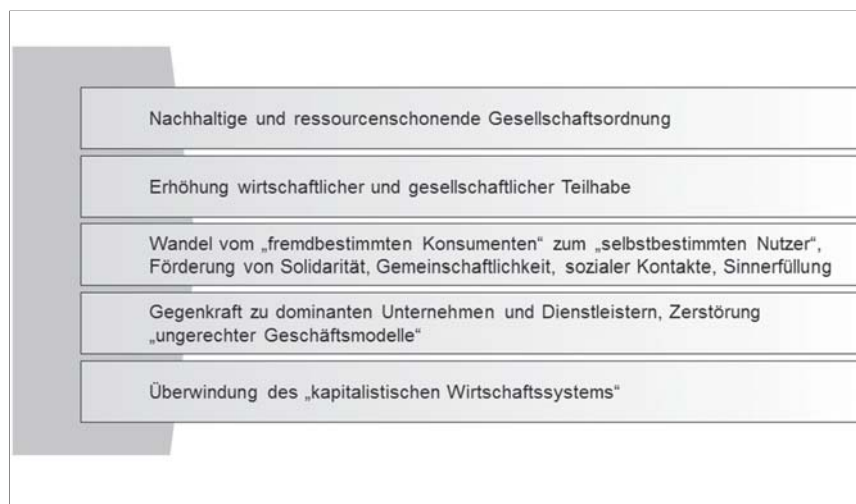 Nachhaltige und ressourcenschonende Gesellschaftsordnung
Erhöhung wirtschaftlicher und gesellschaftlicher Teilhabe
Wandel vom „fremdbestimmten Konsumenten“ zum „selbstbestimmten Nutzer“,
Förderung von Solidarität, Gemeinschaftlichkeit, sozialer Kontakte, Sinnerfüllung
Gegenkraft zu dominanten Unternehmen und Dienstleistern, Zerstörung
„ungerechter Geschäftsmodelle“
Überwindung des „kapitalistischen Wirtschaftssystems“